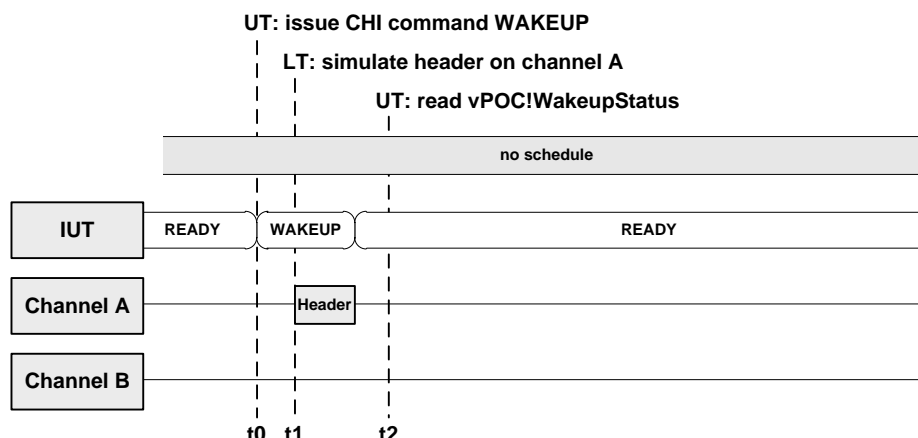 UT: issue CHI command WAKEUP
LT: simulate header on channel A
UT: read vPOC!WakeupStatus
no schedule
IUT
READY
WAKEUP
READY
Channel A
Header
Channel B
t0
t1
t2